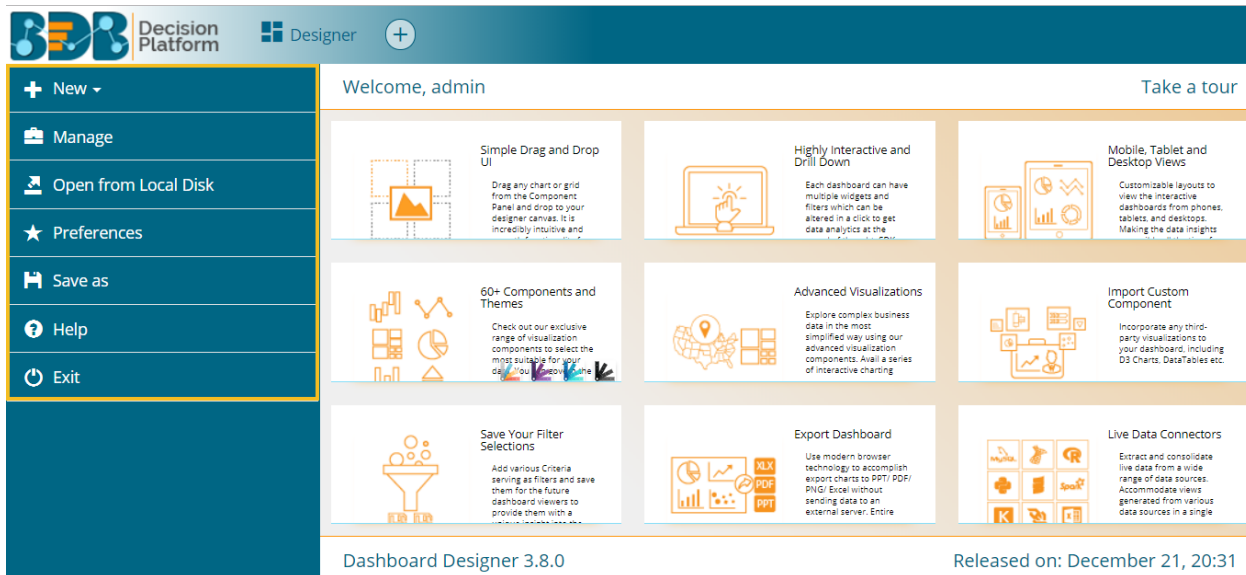 BDB Decision
Platform
Designer
New
Manage
Open from Local Disk
Preferences
Save as
Help
Exit
Welcome, admin
Take a tour
Simple Drag and Drop
UI
Drag any chart or grid
from the Component
Panel and drop to your
designer canvas. It is
incredibly intuitive and
Highly Interactive and
Drill Down
Each dashboard can have
multiple widgets and
filters which can be
altered in a click to get
data analytics at the
Mobile, Tablet and
Desktop Views
Customizable layouts to
view the interactive
dashboards from phones,
tablets, and desktops.
Making the data insights
60+ Components and
Themes
Check out our exclusive
range of visualization
components to select the
most suitable for your
Advanced Visualizations
Explore complex business
data in the most
simplified way using our
advanced visualization
components. Avail a series
of interactive charting
Import Custom
Component
Incorporate any third-
party visualizations to
your dashboard, including
D3 Charts, DataTables etc.
Save Your Filter
Selections
Add various Criteria
serving as filters and save
them for the future
dashboard viewers to
provide them with a
Export Dashboard
XLX
PDF
PPT
Use modern browser
technology to accomplish
export charts to PPT/ PDF/
PNG/ Excel without
sending data to an
external server. Entire
Live Data Connectors
MySQL
R
Spark
K
Extract and consolidate
live data from a wide
range of data sources.
Accommodate views
generated from various
data sources in a single
Dashboard Designer 3.8.0
Released on: December 21, 20:31